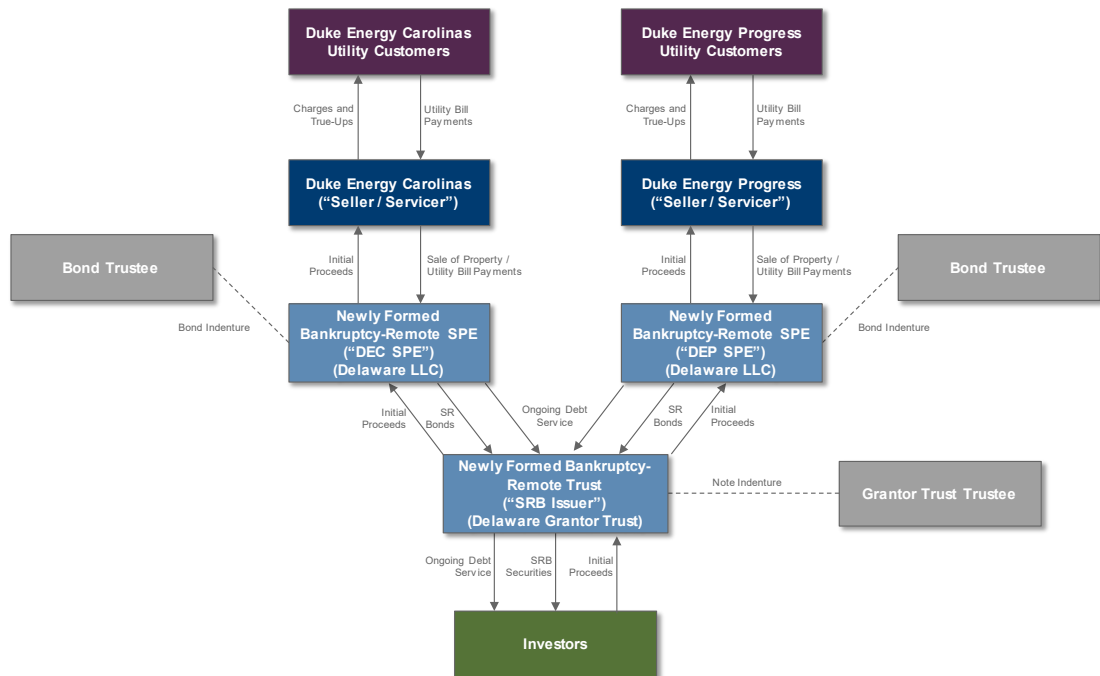 Duke Energy Carolinas
Utility Customers
Duke Energy Progress
Utility Customers
Charges and
True-Ups
Utility Bill
Payments
Charges and
True-Ups
Utility Bill
Payments
Duke Energy Carolinas
(“Seller / Servicer”)
Duke Energy Progress
(“Seller / Servicer”)
Bond Trustee
Initial
Proceeds
Sale of Property /
Utility Bill Payments
Initial
Proceeds
Sale of Property /
Utility Bill Payments
Bond Trustee
Bond Indenture
Newly Formed
Bankruptcy-Remote SPE
(“DEC SPE”)
(Delaware LLC)
Newly Formed
Bankruptcy-Remote SPE
(“DEP SPE”)
(Delaware LLC)
Bond Indenture
Initial
Proceeds
SR
Bonds
Ongoing Debt
Service
SR
Bonds
Initial
Proceeds
Newly Formed Bankruptcy-
Remote Trust
(“SRB Issuer”)
(Delaware Grantor Trust)
Note Indenture
Grantor Trust Trustee
Ongoing Debt
Service
SRB
Securities
Initial
Proceeds
Investors